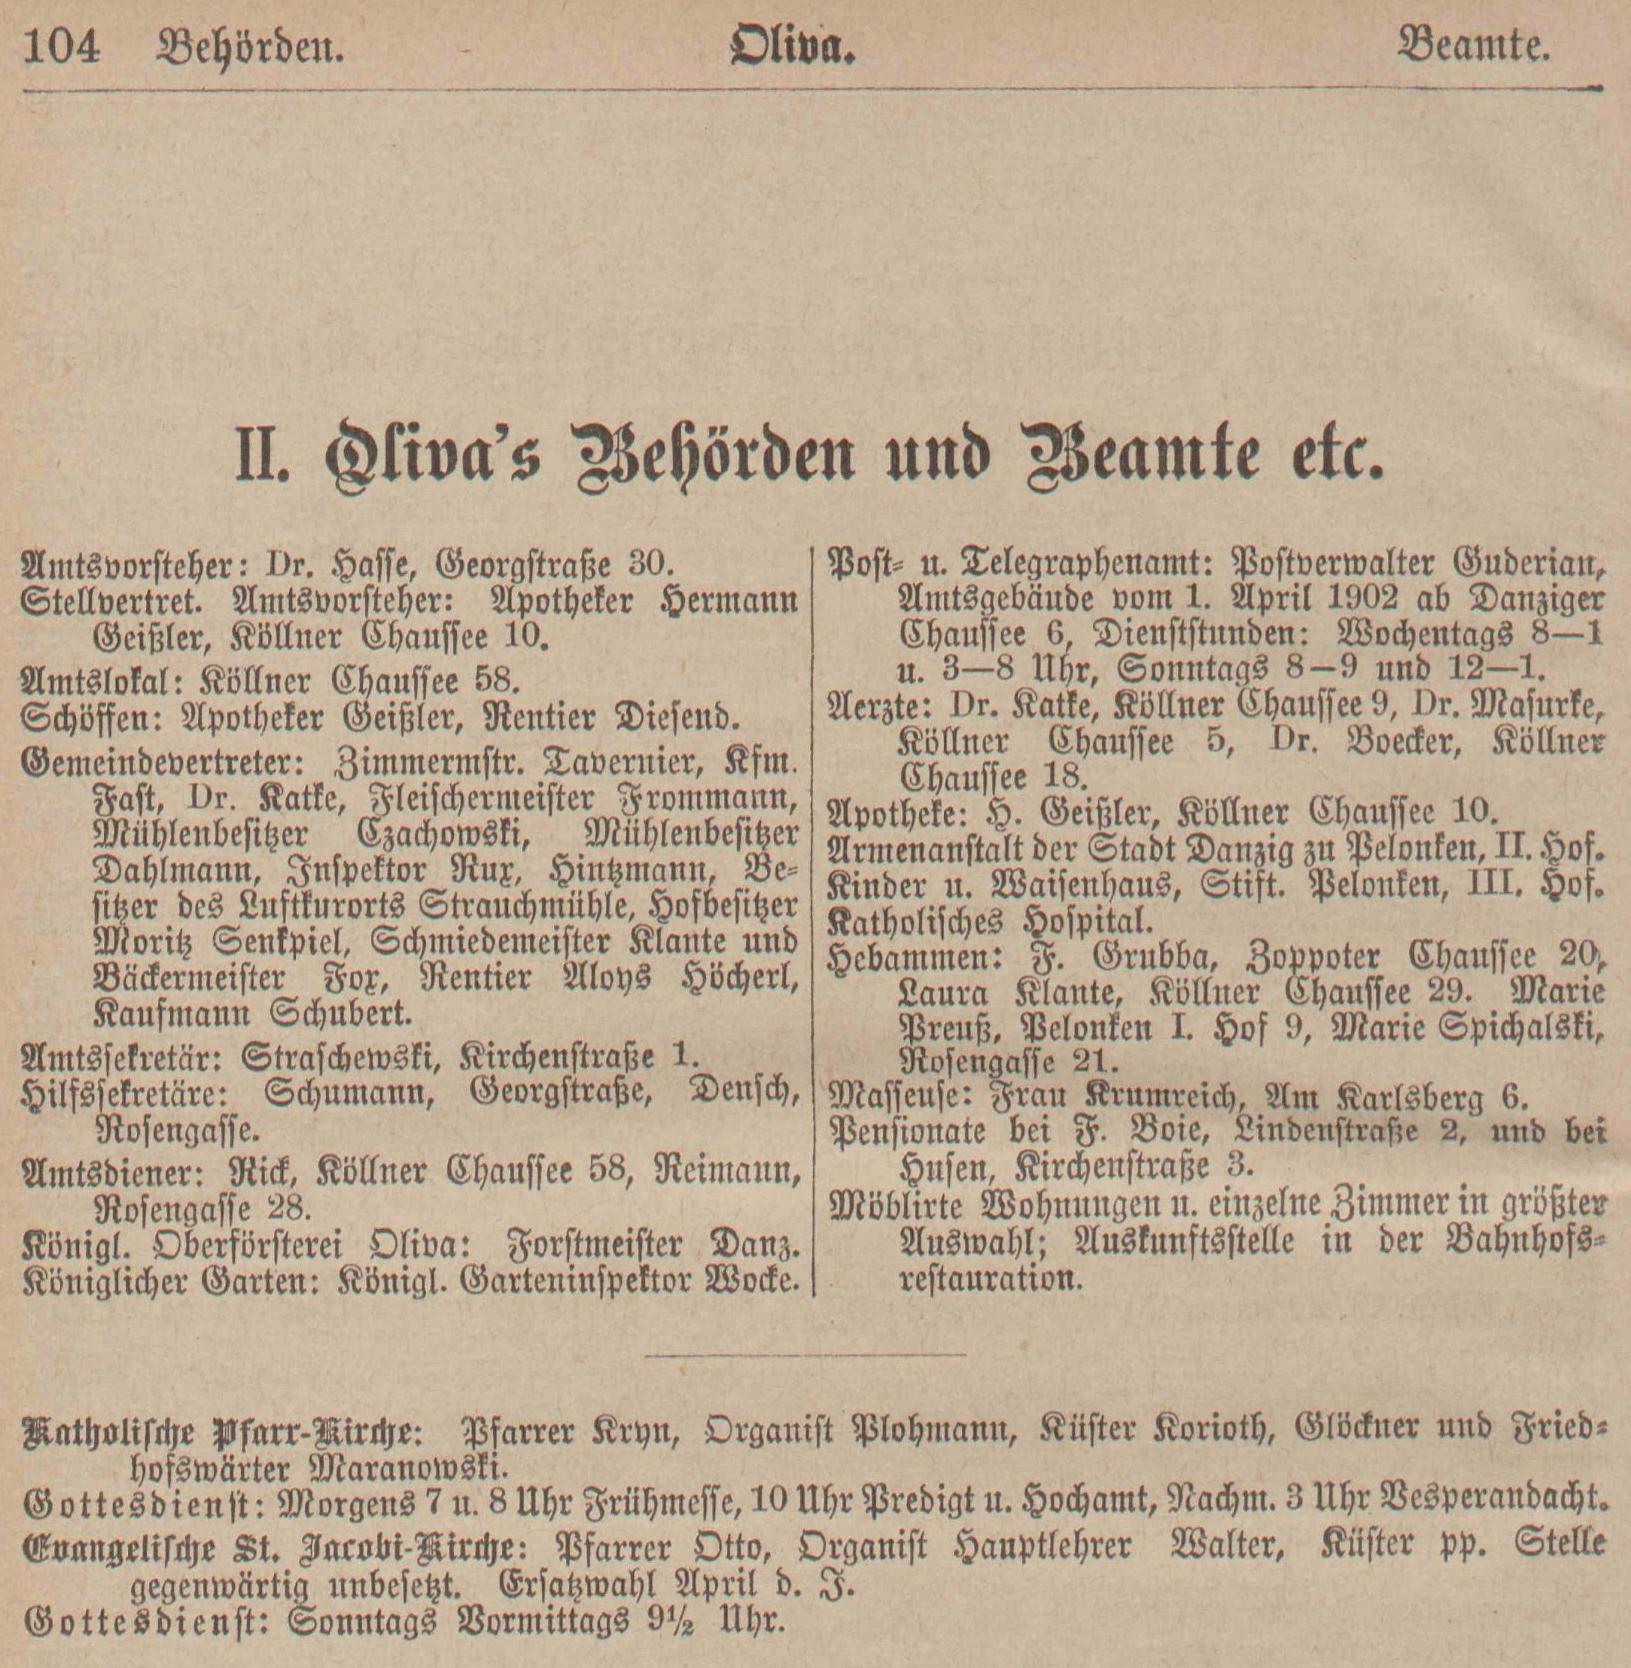 104 Behörden. Oliva. Beamte.
II. Oliva's Behörden und Beamte etc.
Amtsvorsteher: Dr. Hasse, Georgstraße 30.
Stellvertret. Amtsvorsteher: Apotheker Hermann
Geißler, Köllner Chaussee 10.
Amtslokal: Köllner Chaussee 58.
Schöffen: Apotheker Geißler, Rentier Diesend.
Gemeindevertreter: Zimmermstr. Tavernier, Kfm.
Fast, Dr. Katke, Fleischermeister Frommann,
Mühlenbesitzer Czachowski, Mühlenbesitzer
Dahlmann, Inspektor Rux, Hintzmann, Be-
sitzer des Luftkurorts Strauchmühle, Hofbesitzer
Moritz Senkpiel, Schmiedemeister Klante und
Bäckermeister Fox, Rentier Aloys Höcherl,
Kaufmann Schubert.
Amtssekretär: Straschewski, Kirchenstraße 1.
Hilfssekretäre: Schumann, Georgstraße, Densch,
Rosengasse.
Amtsdiener: Rick, Köllner Chaussee 58, Reimann,
Rosengasse 28.
Königl. Oberförsterei Oliva: Forstmeister Danz.
Königlicher Garten: Königl. Garteninspektor Wocke.
Post- u. Telegraphenamt: Postverwalter Guderian,
Amtsgebäude vom 1. April 1902 ab Danziger
Chaussee 6, Dienststunden: Wochentags 8—1
u. 3—8 Uhr, Sonntags 8—9 und 12—1.
Aerzte: Dr. Katke, Köllner Chaussee 9, Dr. Masurke,
Köllner Chaussee 5, Dr. Boecker, Köllner
Chaussee 18.
Apotheke: H. Geißler, Köllner Chaussee 10.
Armenanstalt der Stadt Danzig zu Pelonken, II. Hof.
Kinder u. Waisenhaus, Stift. Pelonken, III. Hof.
Katholisches Hospital.
Hebammen: F. Grubba, Zoppoter Chaussee 20,
Laura Klante, Köllner Chaussee 29. Marie
Preuß, Pelonken I. Hof 9, Marie Spichalski,
Rosengasse 21.
Masseuse: Frau Krumreich, Am Karlsberg 6.
Pensionate bei F. Boie, Lindenstraße 2, und bei
Husen, Kirchenstraße 3.
Möblirte Wohnungen u. einzelne Zimmer in größter
Auswahl; Auskunftsstelle in der Bahnhofs-
restauration.
Katholische Pfarr-Kirche: Pfarrer Kryn, Organist Plohmann, Küster Korioth, Glöckner und Fried-
hofswärter Maranowski.
Gottesdienst: Morgens 7 u. 8 Uhr Frühmesse, 10 Uhr Predigt u. Hochamt, Nachm. 3 Uhr Vesperandacht.
Evangelische St. Jacobi-Kirche: Pfarrer Otto, Organist Hauptlehrer Walter, Küster pp. Stelle
gegenwärtig unbesetzt. Ersatzwahl April d. J.
Gottesdienst: Sonntags Vormittags 9½ Uhr.